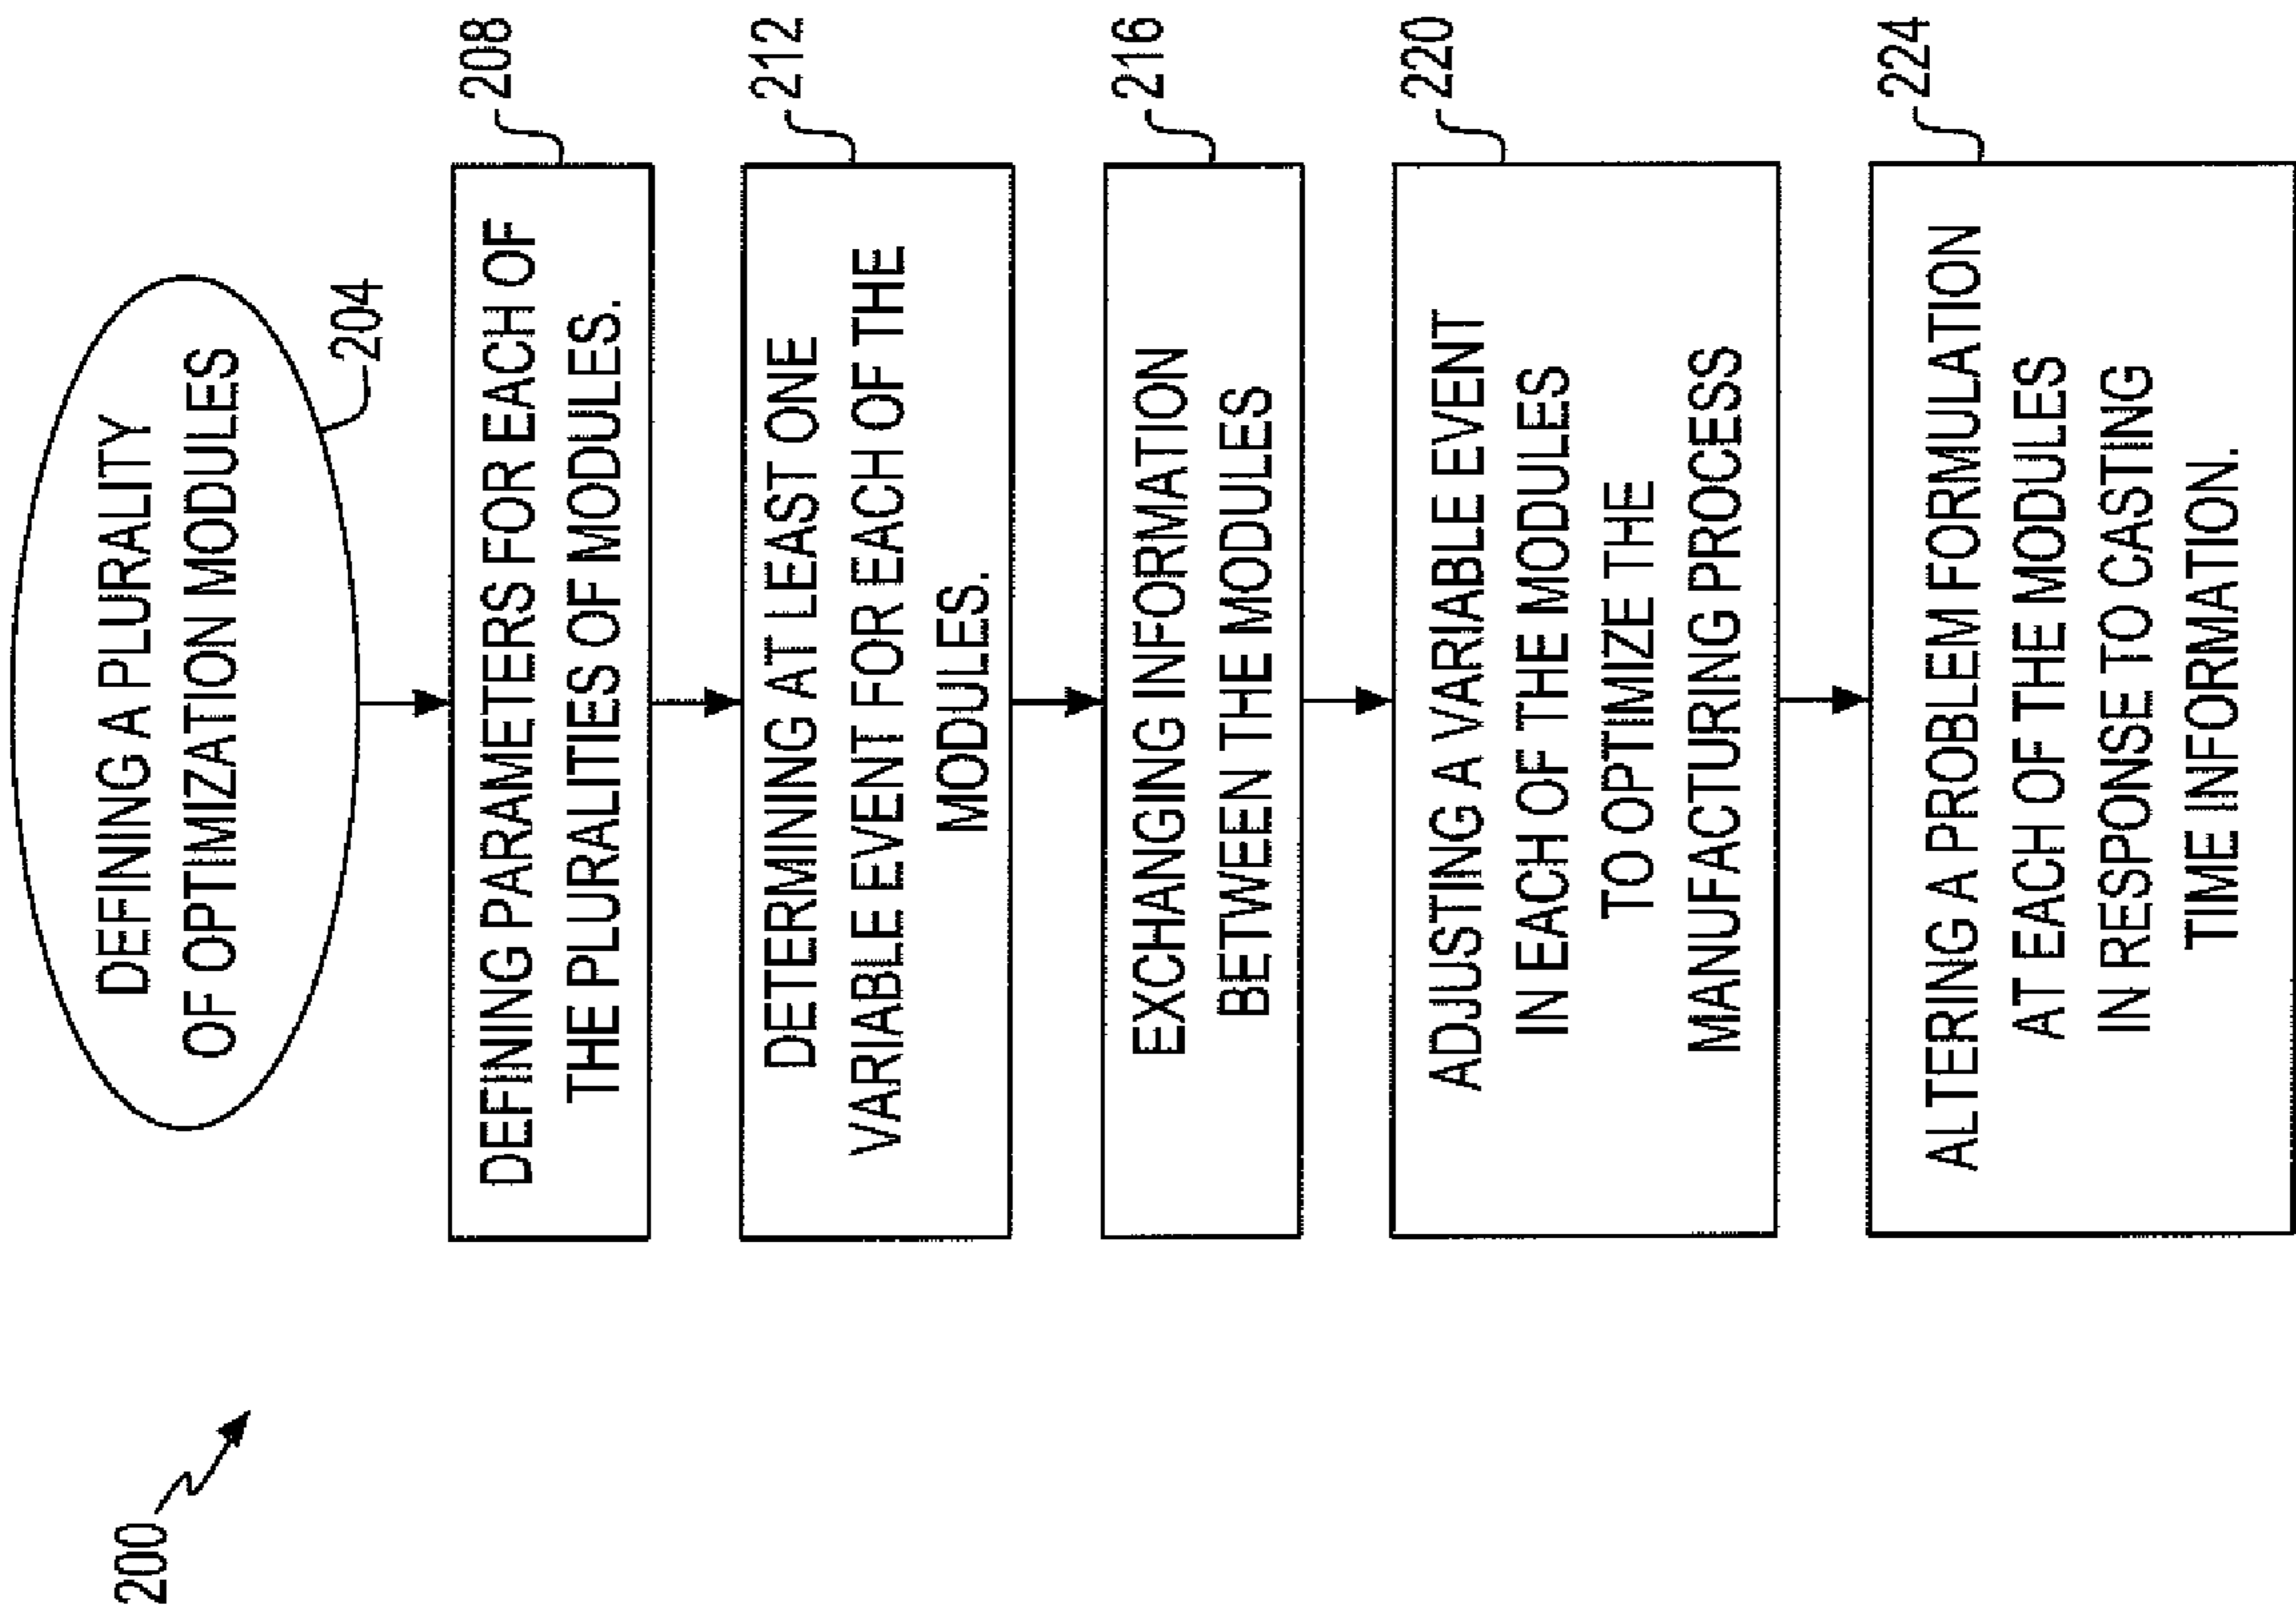 200
DEFINING A PLURALITY
OF OPTIMIZATION MODULES
204
DEFINING PARAMETERS FOR EACH OF
THE PLURALITIES OF MODULES.
208
DETERMINING AT LEAST ONE
VARIABLE EVENT FOR EACH OF THE
MODULES.
212
EXCHANGING INFORMATION
BETWEEN THE MODULES
216
ADJUSTING A VARIABLE EVENT
IN EACH OF THE MODULES
TO OPTIMIZE THE
MANUFACTURING PROCESS
220
ALTERING A PROBLEM FORMULATION
AT EACH OF THE MODULES
IN RESPONSE TO CASTING
TIME INFORMATION.
224